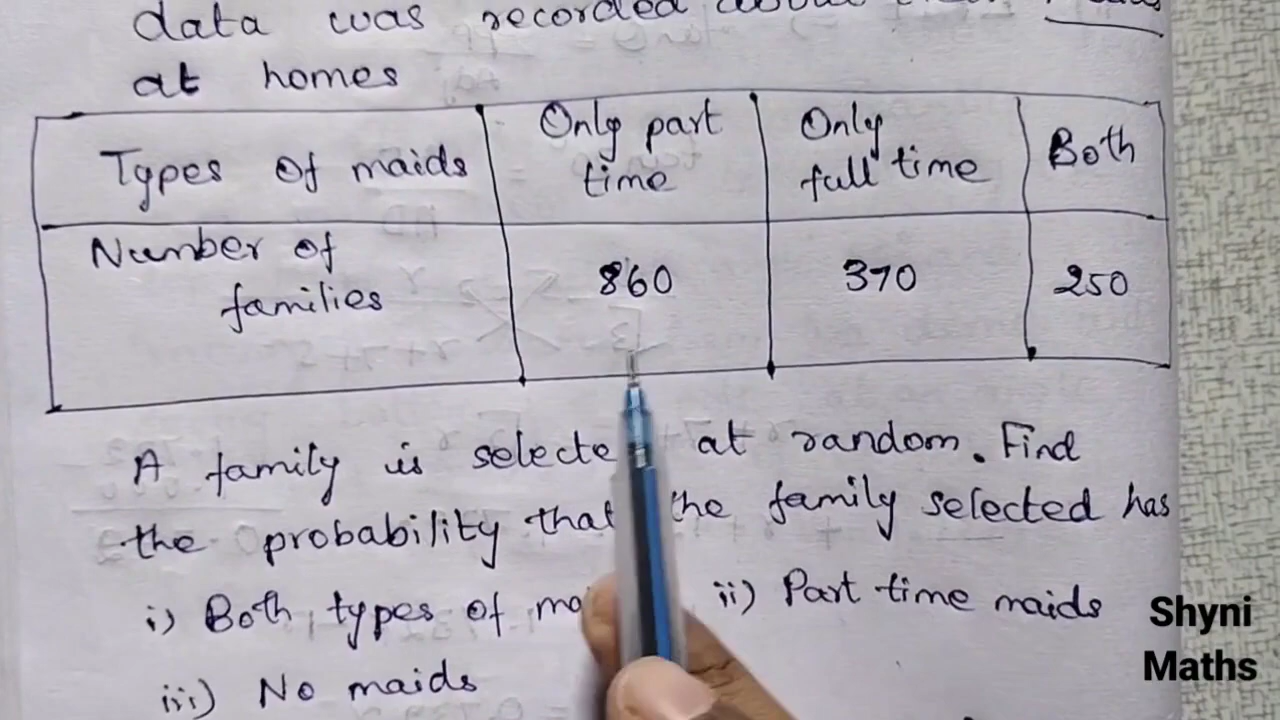 data was recorded
at homes
Types of maids
Only part time
Only full time
Both
Number of families
860
370
250
A family is selecte at random. Find
the probability that the family selected has
i) Both types of ii) Part time maids
iii) No maids
Shyni
Maths